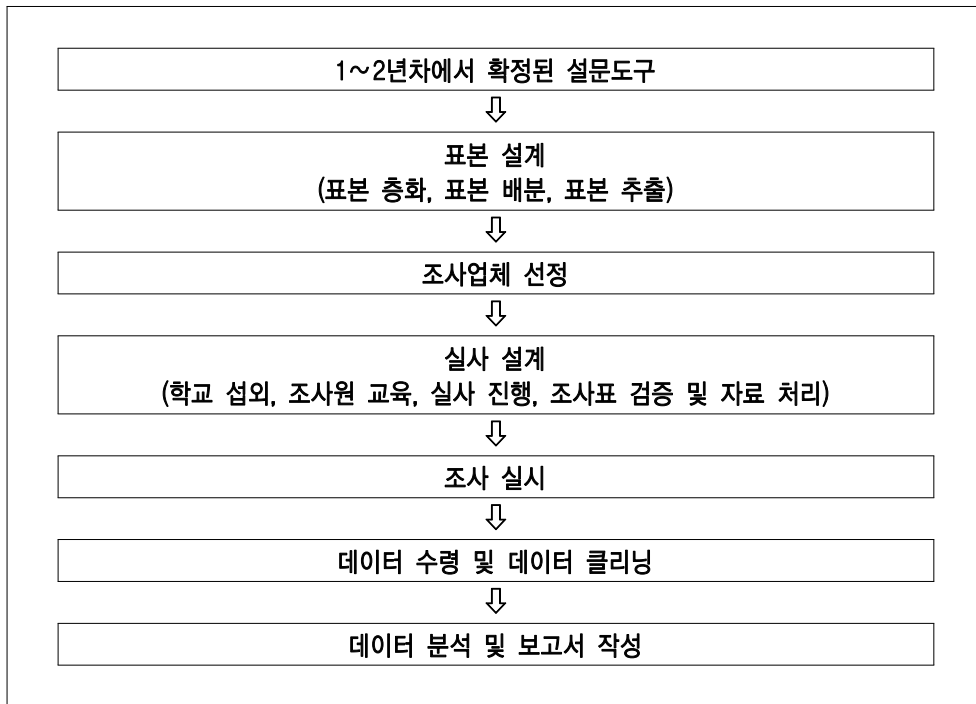 1~2년차에서 확정된 설문도구
표본 설계
(표본 층화, 표본 배분, 표본 추출)
조사업체 선정
실사 설계
(학교 섭외, 조사원 교육, 실사 진행, 조사표 검증 및 자료 처리)
조사 실시
데이터 수령 및 데이터 클리닝
데이터 분석 및 보고서 작성